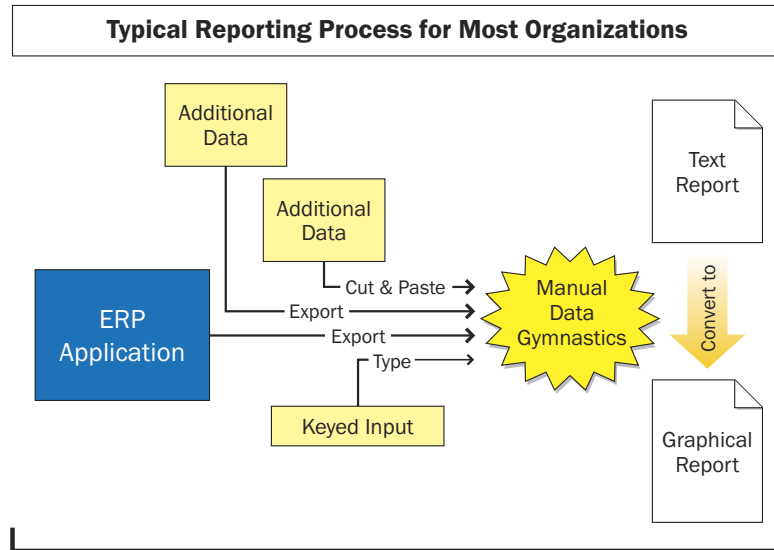 Typical Reporting Process for Most Organizations
Additional
Data
Additional
Data
Text
Report
Cut & Paste
Export
Export
Type
ERP
Application
Manual
Data
Gymnastics
Convert to
Keyed Input
Graphical
Report